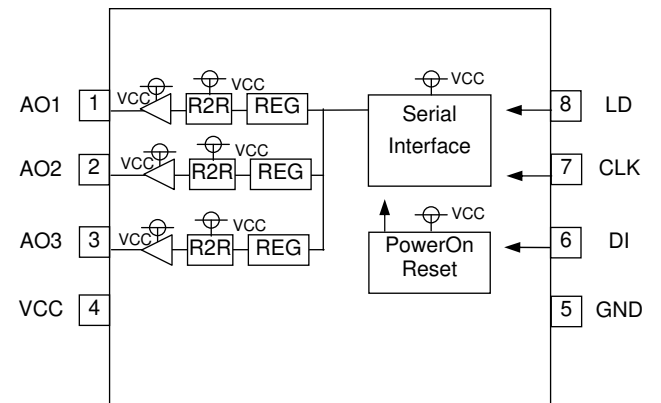 VCC
VCC
AO1 1 VCC R2R REG Serial Interface 8 LD
VCC
AO2 2 VCC R2R REG 7 CLK
VCC
VCC
AO3 3 VCC R2R REG PowerOn Reset 6 DI
VCC 4
5 GND